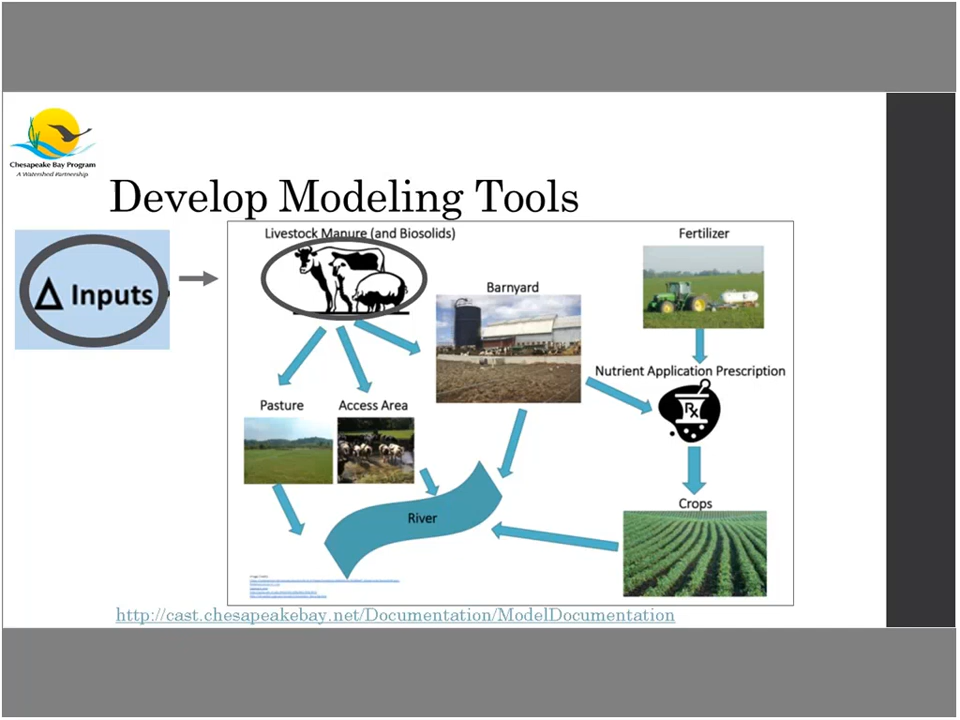 Chesapeake Bay Program
A Watershed Partnership
Develop Modeling Tools
Δ Inputs
Livestock Manure (and Biosolids)
Fertilizer
Barnyard
Nutrient Application Prescription
Rx
Pasture
Access Area
River
Crops
http://cast.chesapeakebay.net/Documentation/ModelDocumentation